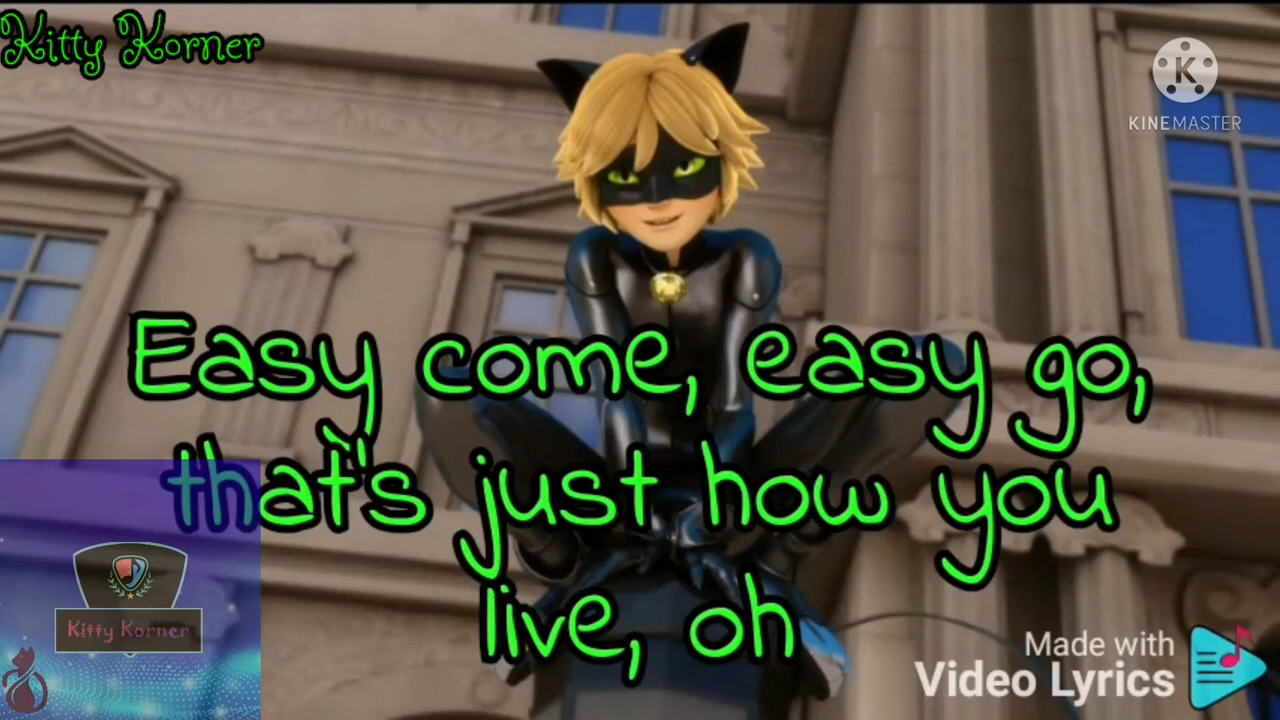 Kitty Korner
K
KINEMASTER
Easy come, easy go,
that's just how you
live, oh
Kitty Korner
Made with
Video Lyrics